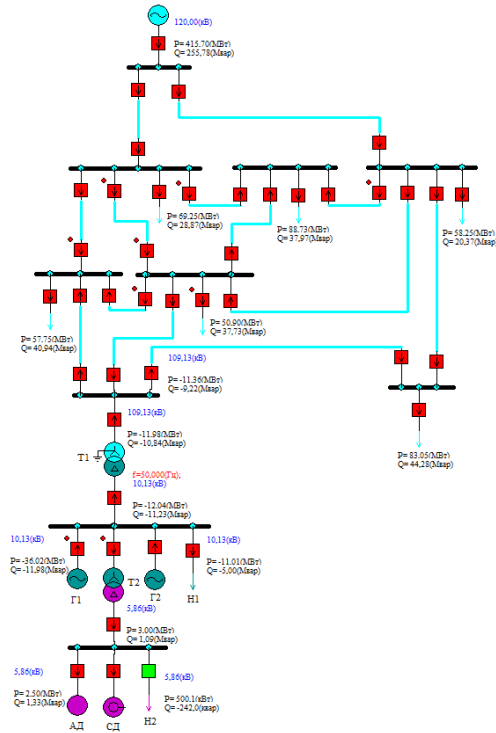 120,00(кВ)
P= 415.70(МВт)
Q= 255,78(Мвар)
P= 69.25(МВт)
Q= 28,87(Мвар)
P= 88.73(МВт)
Q= 37,97(Мвар)
P= 58.25(МВт)
Q= 20,37(Мвар)
P= 57.75(МВт)
Q= 40,94(Мвар)
P= 50.90(МВт)
Q= 37,73(Мвар)
109,13(кВ)
P= -11.36(МВт)
Q= -9,22(Мвар)
109,13(кВ)
P= -11.98(МВт)
Q= -10,84(Мвар)
P= 83.05(МВт)
Q= 44,28(Мвар)
T1
f=50,000(Гц);
10,13(кВ)
P= -12.04(МВт)
Q= -11,23(Мвар)
10,13(кВ)
10,13(кВ)
P= -36.02(МВт)
Q= -11,98(Мвар)
P= -11.01(МВт)
Q= -5,00(Мвар)
Г1
T2
Г2
Н1
5,86(кВ)
P= 3.00(МВт)
Q= 1,09(Мвар)
5,86(кВ)
5,86(кВ)
P= 2,50(МВт)
Q= 1,33(Мвар)
P= 500.1(кВт)
Q= -242,0(квар)
АД
СД
Н2